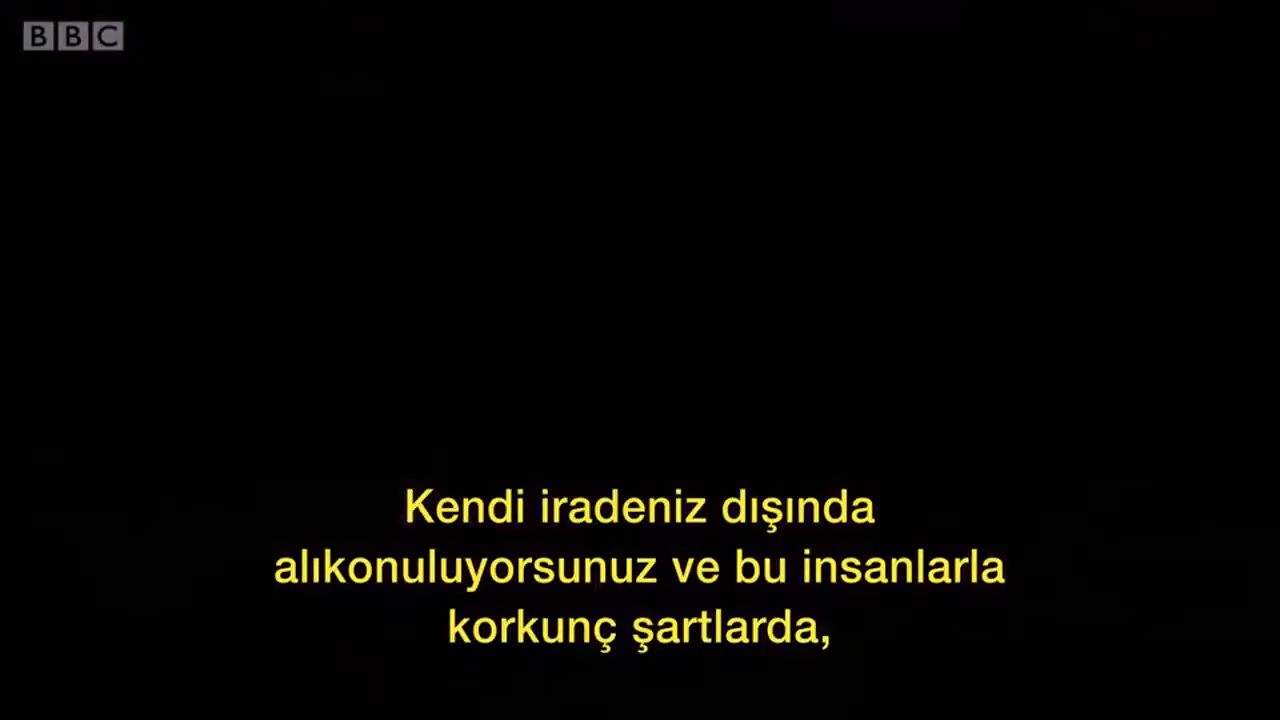 BBC
Kendi iradeniz dışında
alıkonuluyorsunuz ve bu insanlarla
korkunç şartlarda,